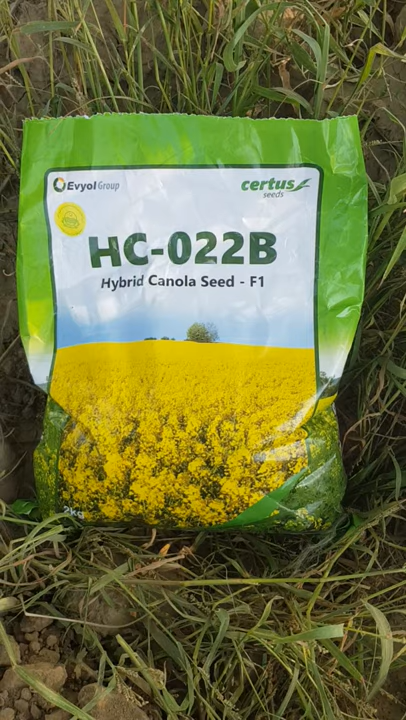 Evyol Group
certus
seeds
HC-022B
Hybrid Canola Seed - F1
2kg